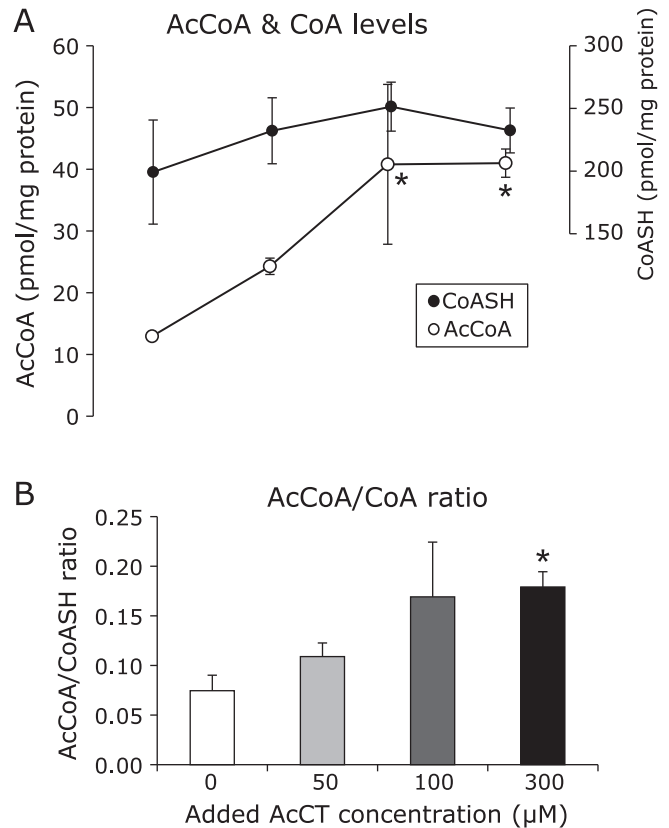 A
AcCoA & CoA levels
AcCoA (pmol/mg protein)
60
50
40
30
20
10
0
300
250
200
150
CoASH (pmol/mg protein)
*
*
CoASH
AcCoA
B
AcCoA/CoA ratio
AcCoA/CoASH ratio
0.25
0.20
0.15
0.10
0.05
0.00
*
0 50 100 300
Added AcCT concentration (µM)